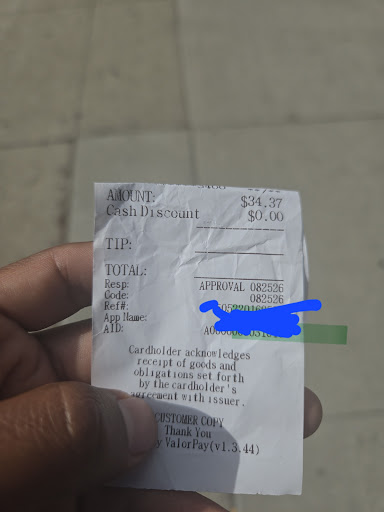 AMOUNT: $34.37
Cash Discount $0.00
TIP:
TOTAL:
Resp: APPROVAL 082526
Code: 082526
Ref#:
App Name:
AID:
Cardholder acknowledges
receipt of goods and
obligations set forth
by the cardholder's
agreement with issuer.
CUSTOMER COPY
Thank You
ValorPay(v1.3.44)